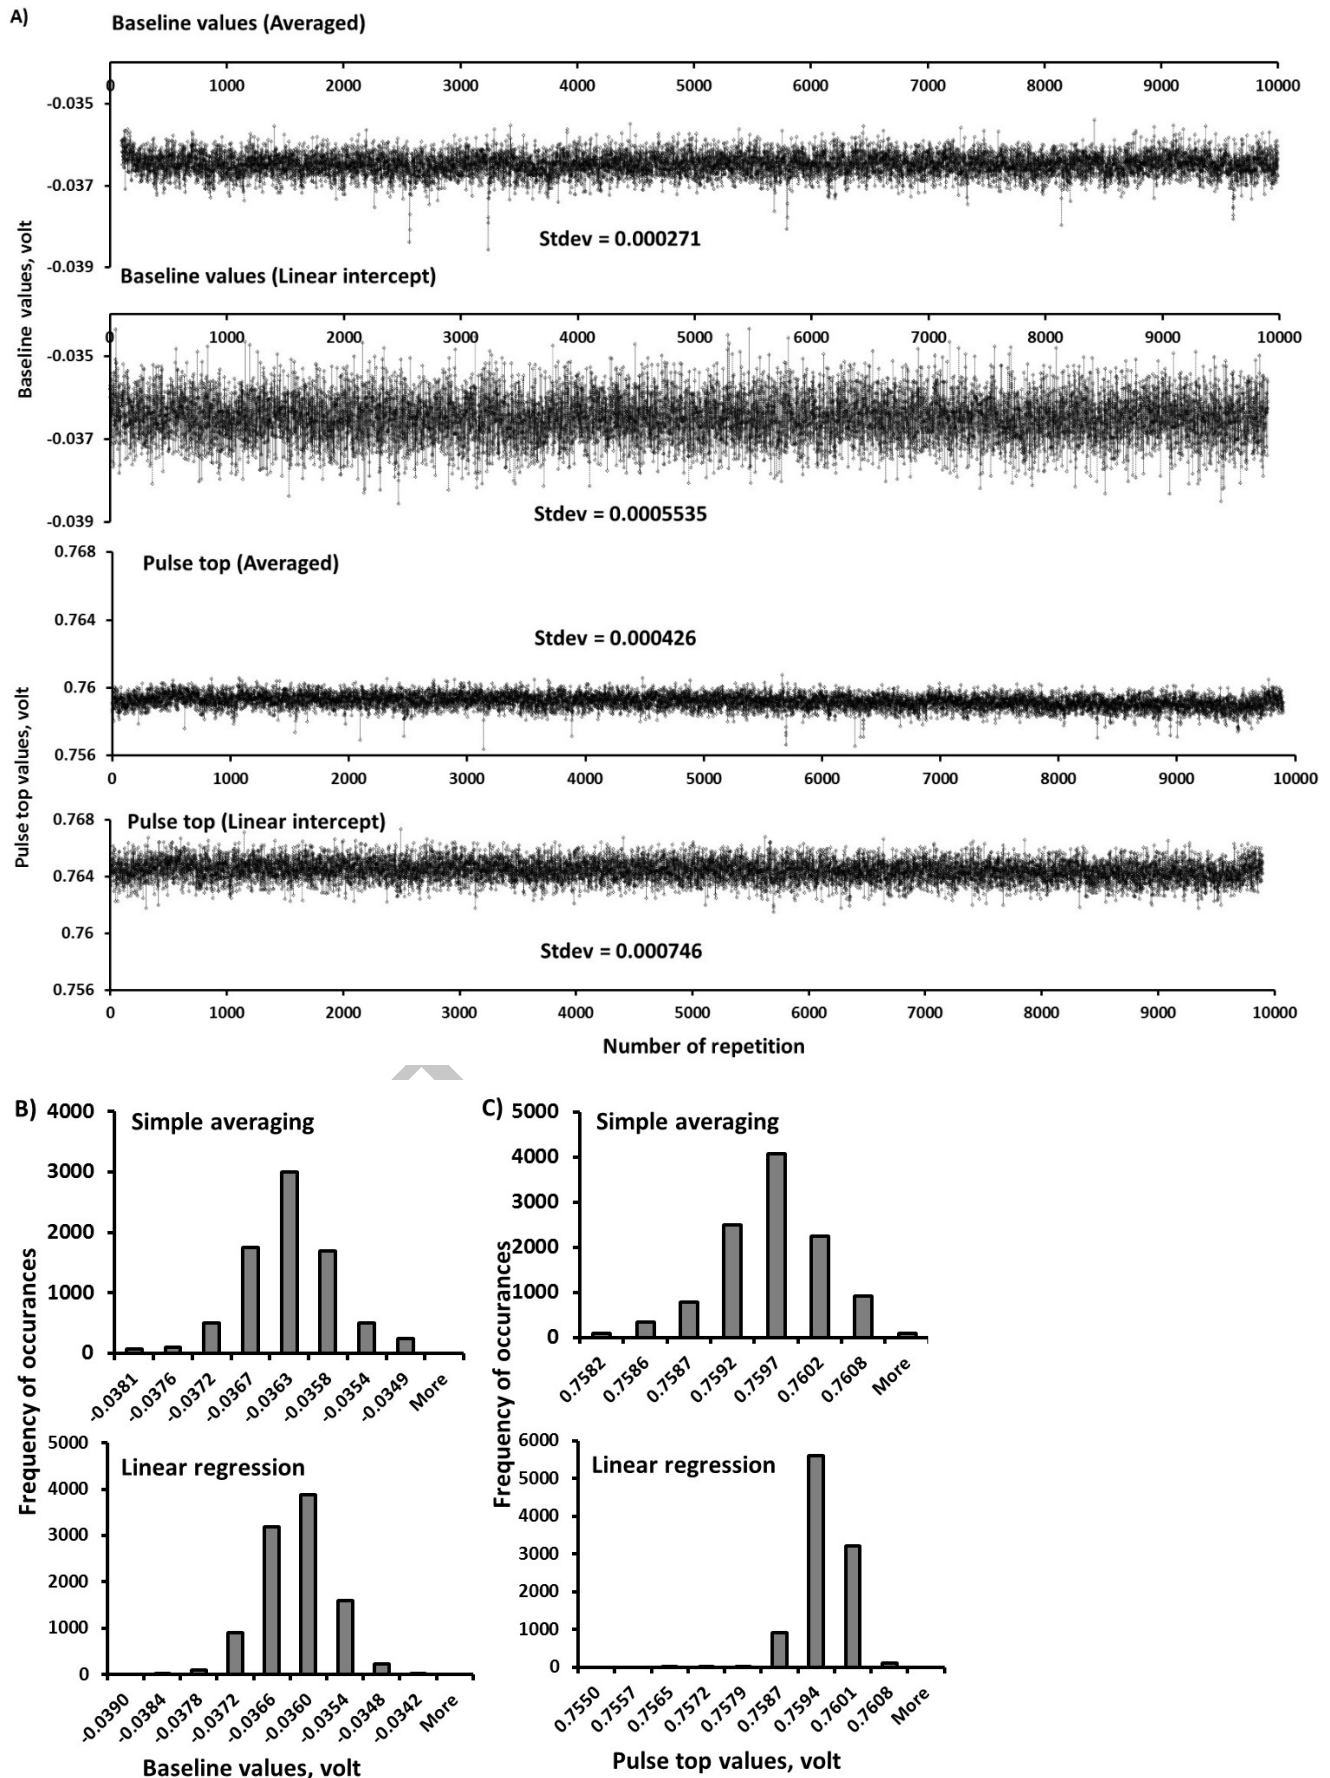 A)
Baseline values (Averaged)
0 1000 2000 3000 4000 5000 6000 7000 8000 9000 10000
-0.035
-0.037
-0.039
Stdev = 0.000271
Baseline values, volt
Baseline values (Linear intercept)
0 1000 2000 3000 4000 5000 6000 7000 8000 9000 10000
-0.035
-0.037
-0.039
Stdev = 0.0005535
0.768
Pulse top (Averaged)
0.764
Stdev = 0.000426
0.76
0.756
0 1000 2000 3000 4000 5000 6000 7000 8000 9000 10000
Pulse top values, volt
0.768
Pulse top (Linear intercept)
0.764
0.76
Stdev = 0.000746
0.756
0 1000 2000 3000 4000 5000 6000 7000 8000 9000 10000
Number of repetition
B)
4000
Simple averaging
3000
2000
1000
0
-0.0381 -0.0376 -0.0372 -0.0367 -0.0363 -0.0358 -0.0354 -0.0349 More
Frequency of occurances
5000
Linear regression
4000
3000
2000
1000
0
-0.0390 -0.0384 -0.0378 -0.0372 -0.0366 -0.0360 -0.0354 -0.0348 -0.0342 More
Baseline values, volt
C)
5000
Simple averaging
4000
3000
2000
1000
0
0.7582 0.7586 0.7587 0.7592 0.7597 0.7602 0.7608 More
Frequency of occurances
6000
Linear regression
5000
4000
3000
2000
1000
0
0.7550 0.7557 0.7565 0.7572 0.7579 0.7587 0.7594 0.7601 0.7608 More
Pulse top values, volt